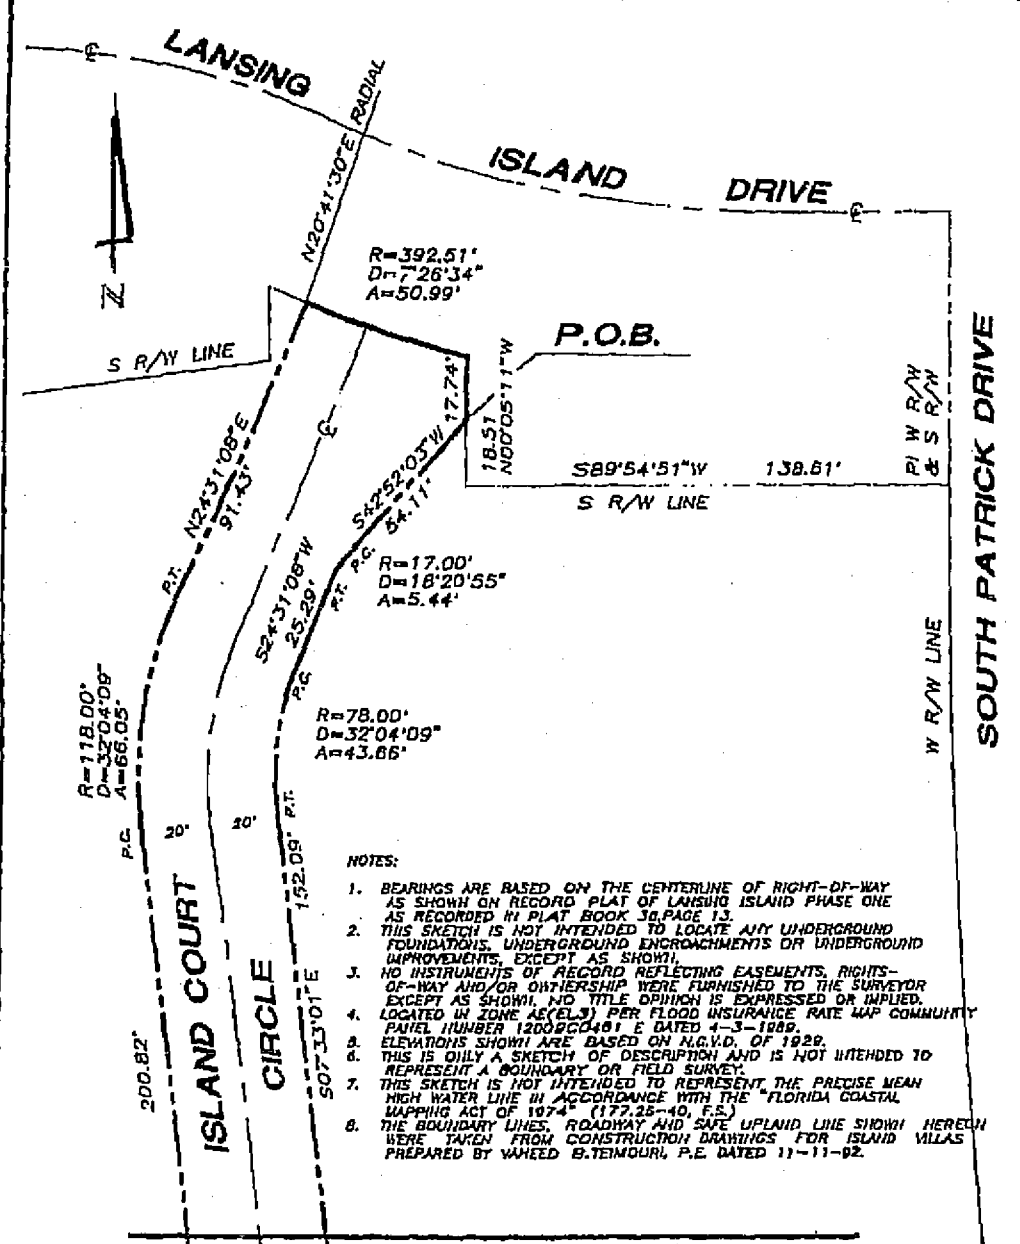 LANSING ISLAND DRIVE
N20°41'30"E RADIAL
R=392.51'
D=7°26'34"
A=50.99'
P.O.B.
S R/W LINE
17.74'
18.51
N00°05'11"W
S89°54'51"W 138.61'
S R/W LINE
PI W R/W
& S R/W
SOUTH PATRICK DRIVE
W R/W LINE
N24°31'08"E
91.43'
S42°52'03"W
54.11'
P.T.
P.C.
P.T.
R=17.00'
D=18°20'55"
A=5.44'
S24°31'08"W
25.29'
P.C.
R=78.00'
D=32°04'09"
A=43.66'
R=118.00'
D=32°04'09"
A=66.05'
P.C.
20'
20'
P.T.
152.09'
S07°33'01"E
200.82'
ISLAND COURT
CIRCLE
NOTES:
1. BEARINGS ARE BASED ON THE CENTERLINE OF RIGHT-OF-WAY
AS SHOWN ON RECORD PLAT OF LANSING ISLAND PHASE ONE
AS RECORDED IN PLAT BOOK PAGE 13.
2. THIS SKETCH IS NOT INTENDED TO LOCATE ANY UNDERGROUND
FOUNDATIONS, UNDERGROUND ENCROACHMENTS OR UNDERGROUND
IMPROVEMENTS, EXCEPT AS SHOWN.
3. NO INSTRUMENTS OF RECORD REFLECTING EASEMENTS, RIGHTS-
OF-WAY AND/OR OWNERSHIP WERE FURNISHED TO THE SURVEYOR
EXCEPT AS SHOWN, NO TITLE OPINION IS EXPRESSED OR IMPLIED.
4. LOCATED IN ZONE AE(EL.3) PER FLOOD INSURANCE RATE MAP COMMUNITY
PANEL NUMBER E DATED 4-3-1989.
5. ELEVATIONS SHOWN ARE BASED ON N.G.V.D. OF 1929.
6. THIS IS ONLY A SKETCH OF DESCRIPTION AND IS NOT INTENDED TO
REPRESENT A BOUNDARY OR FIELD SURVEY.
7. THIS SKETCH IS NOT INTENDED TO REPRESENT THE PRECISE MEAN
HIGH WATER LINE IN ACCORDANCE WITH THE "FLORIDA COASTAL
MAPPING ACT OF 1974" (177.25-40, F.S.)
8. THE BOUNDARY LINES, ROADWAY AND SAFE UPLAND LINE SHOWN HEREON
WERE TAKEN FROM CONSTRUCTION DRAWINGS FOR ISLAND VILLAS
PREPARED BY VAHEED B.TEIMOURI, P.E. DATED 11-11-92.